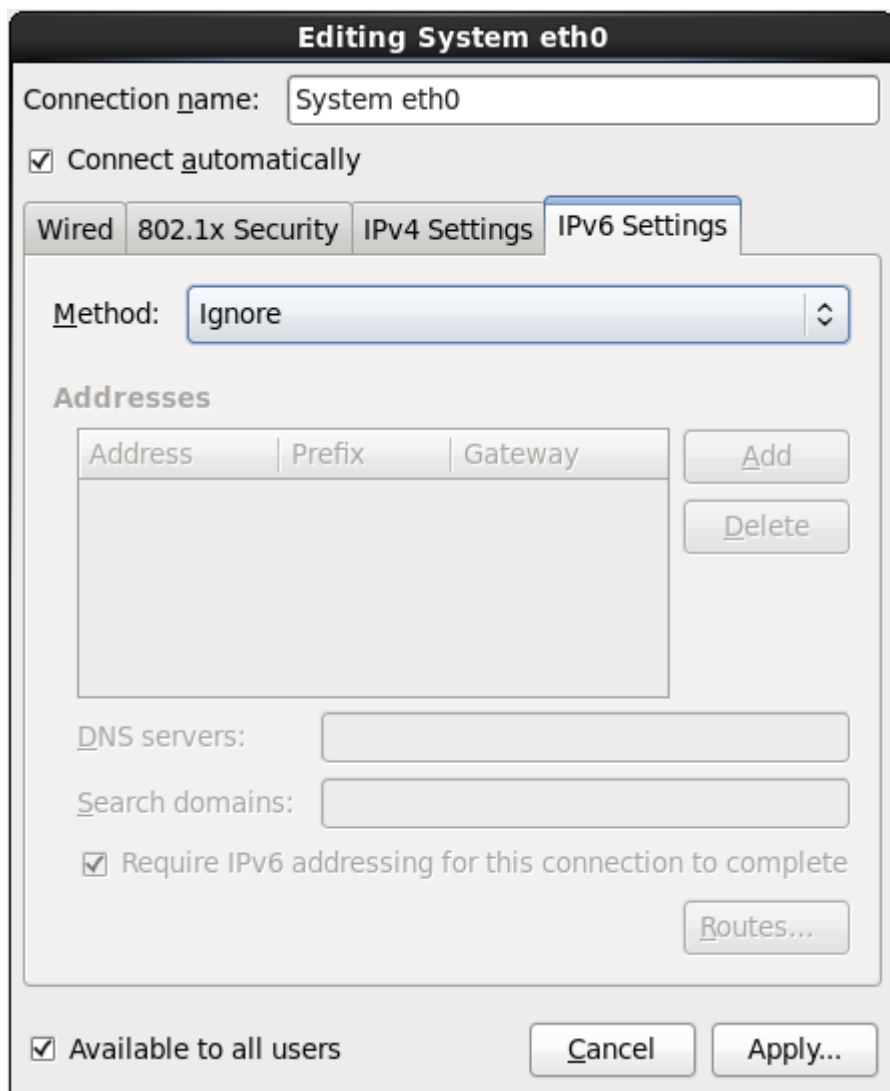 Editing System eth0
Connection name: System eth0
Connect automatically
Wired 802.1x Security IPv4 Settings IPv6 Settings
Method: Ignore
Addresses
Address Prefix Gateway
Add
Delete
DNS servers:
Search domains:
Require IPv6 addressing for this connection to complete
Routes...
Available to all users Cancel Apply...